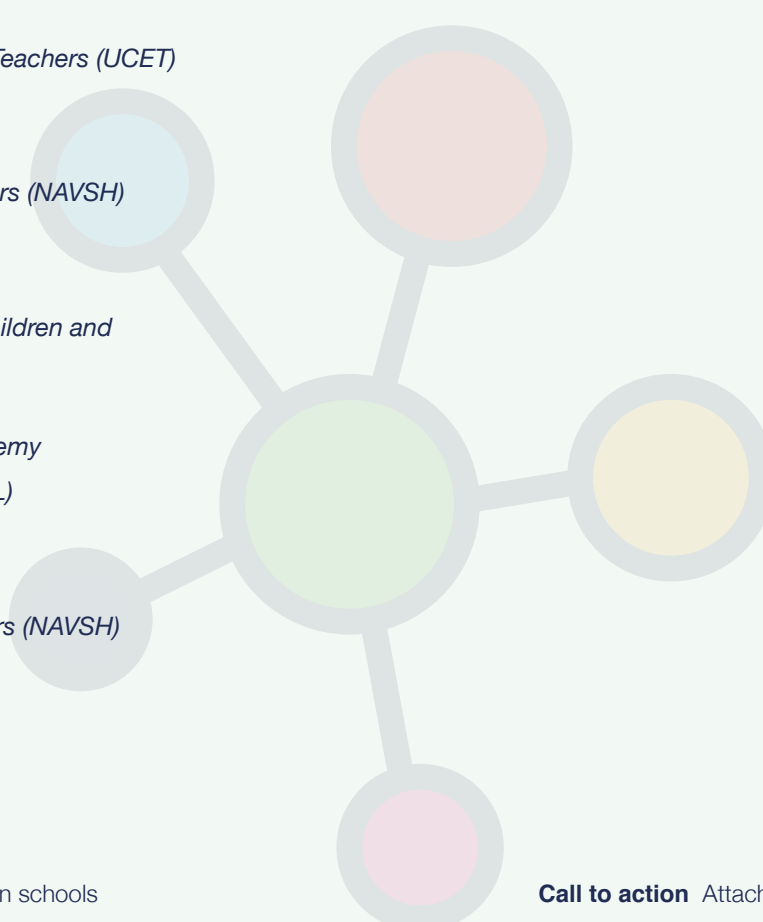 Teachers (UCET)
rs (NAVSH)
ildren and
emy
L)
rs (NAVSH)
n schools
Call to action Attach